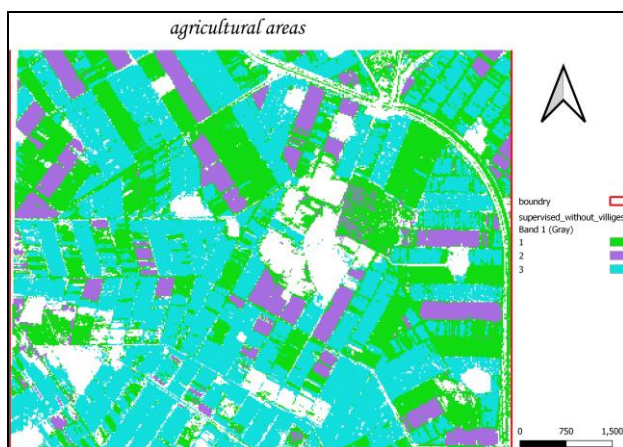 agricultural areas
boundry
supervised_without_villiges
Band 1 (Gray)
1
2
3
0 750 1,500